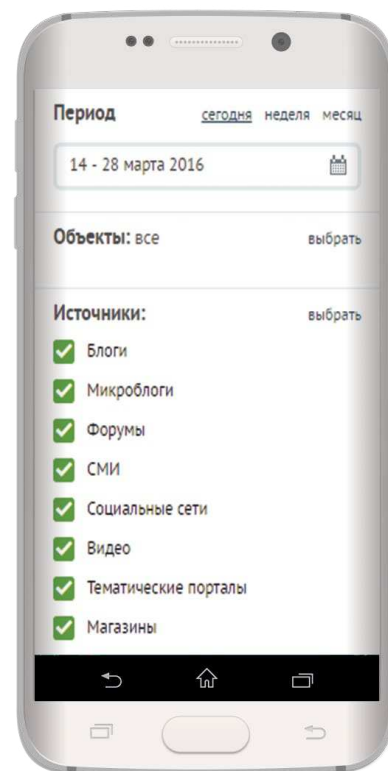 Период сегодня неделя месяц
14 - 28 марта 2016
Объекты: все выбрать
Источники: выбрать
Блоги
Микроблоги
Форумы
СМИ
Социальные сети
Видео
Тематические порталы
Магазины